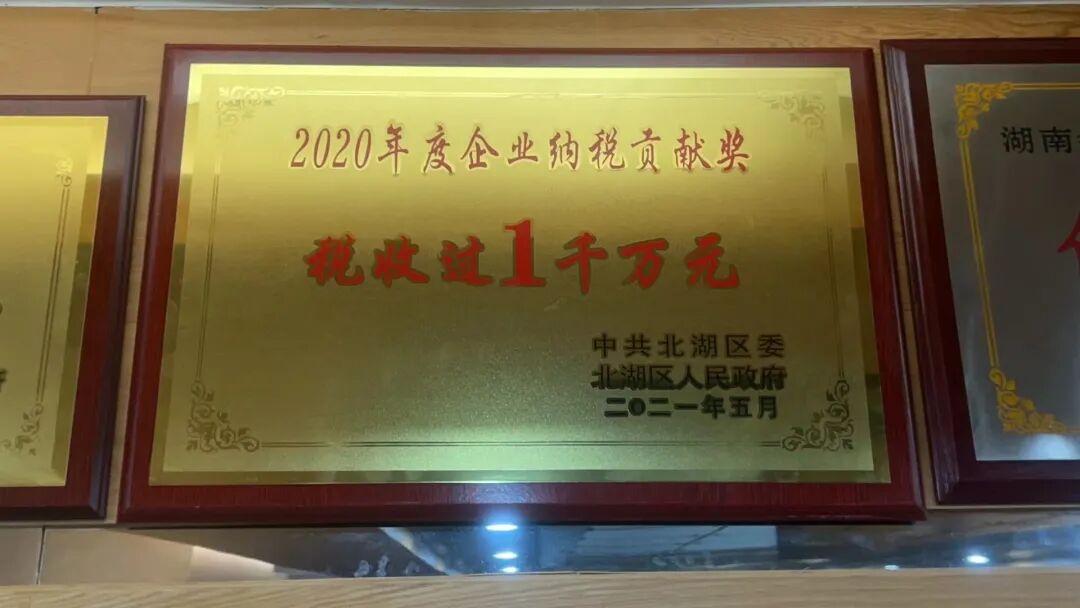 2020年度企业纳税贡献奖
税收过1千万元
中共北湖区委
北湖区人民政府
二0二一年五月
湖南